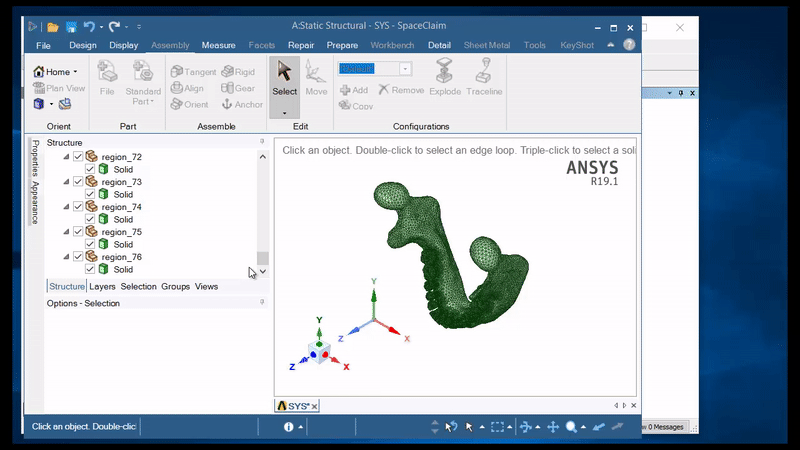 A:Static Structural - SYS - SpaceClaim
File Design Display Assembly Measure Facets Repair Prepare Workbench Detail Sheet Metal Tools KeyShot
Home
Plan View
File
Standard Part
Tangent
Rigid
Align
Gear
Orient
Anchor
Select
Move
Add
Remove
Copy
Explode
Traceline
Orient Part Assemble Edit Configurations
Properties Appearance
Structure
region_72
Solid
region_73
Solid
region_74
Solid
region_75
Solid
region_76
Solid
Structure Layers Selection Groups Views
Options - Selection
Click an object. Double-click to select an edge loop. Triple-click to select a soli
ANSYS
R19.1
Y
Z
X
Y
Z
X
SYS*
Click an object. Double-clic
0 Messages